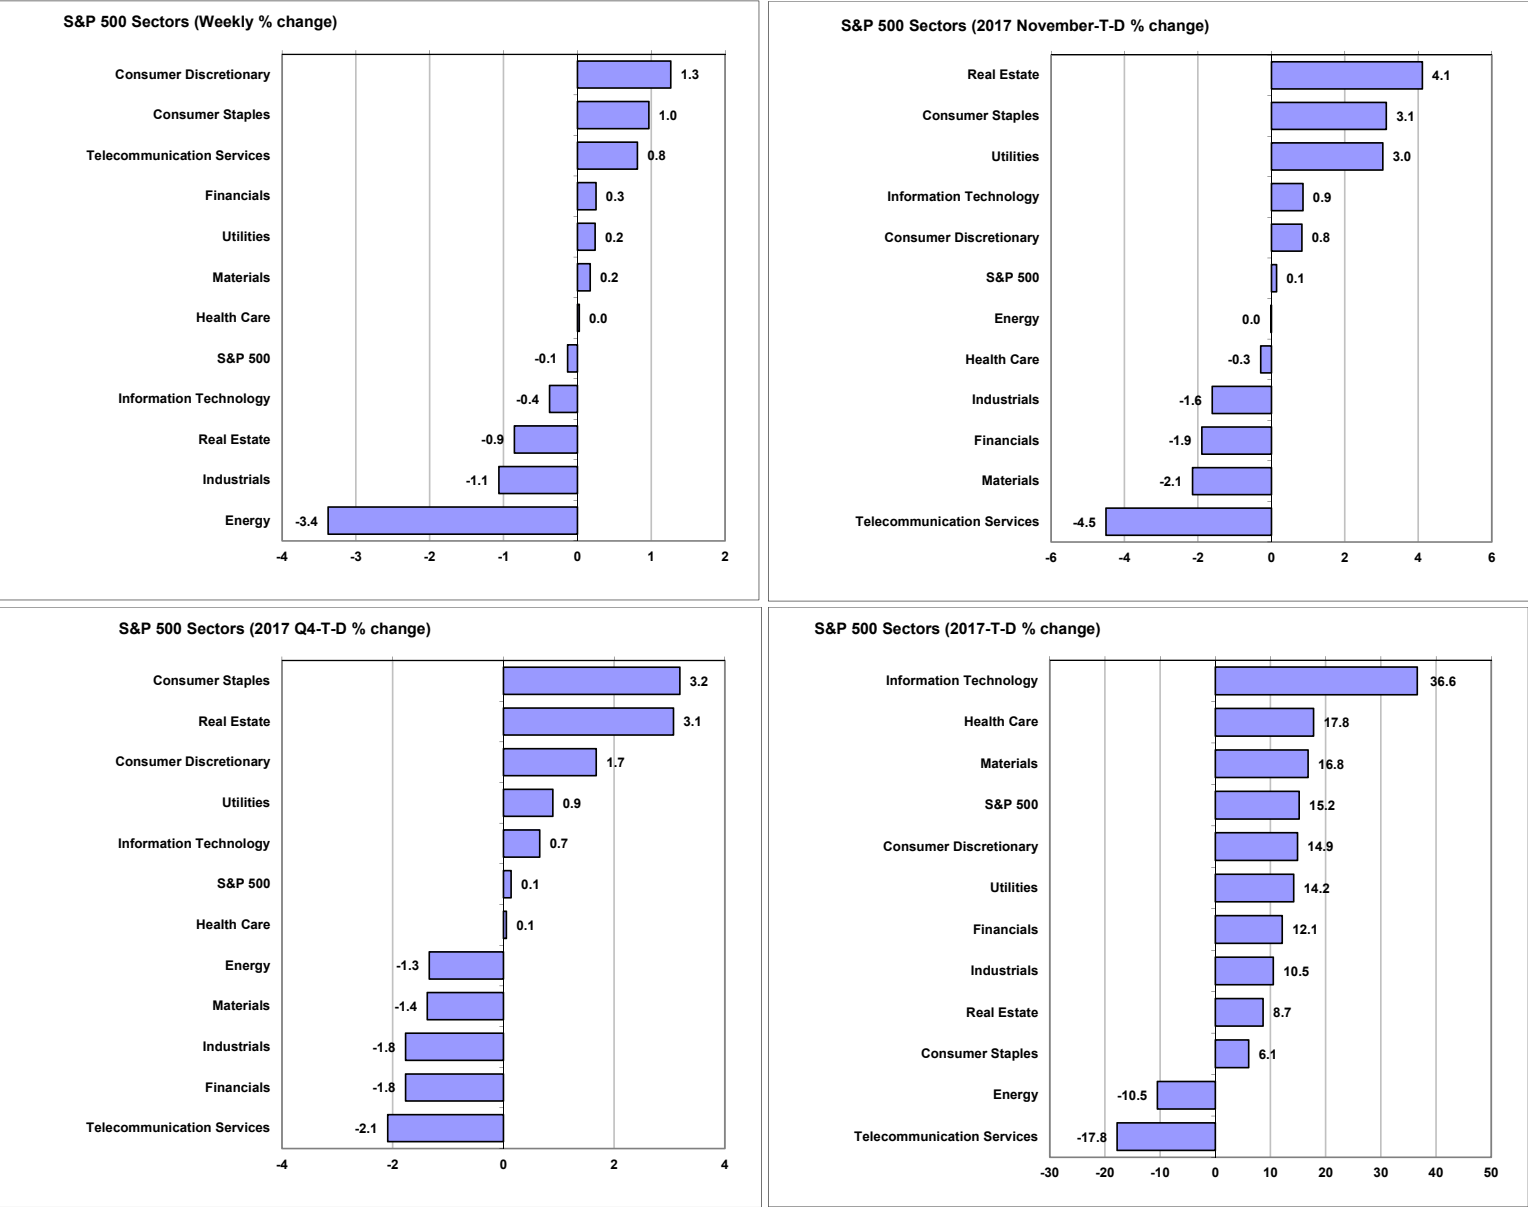 S&P 500 Sectors (Weekly % change)
Consumer Discretionary 1.3
Consumer Staples 1.0
Telecommunication Services 0.8
Financials 0.3
Utilities 0.2
Materials 0.2
Health Care 0.0
S&P 500 -0.1
Information Technology -0.4
Real Estate -0.9
Industrials -1.1
Energy -3.4
-4 -3 -2 -1 0 1 2
S&P 500 Sectors (2017 November-T-D % change)
Real Estate 4.1
Consumer Staples 3.1
Utilities 3.0
Information Technology 0.9
Consumer Discretionary 0.8
S&P 500 0.1
Energy 0.0
Health Care -0.3
Industrials -1.6
Financials -1.9
Materials -2.1
Telecommunication Services -4.5
-6 -4 -2 0 2 4 6
S&P 500 Sectors (2017 Q4-T-D % change)
Consumer Staples 3.2
Real Estate 3.1
Consumer Discretionary 1.7
Utilities 0.9
Information Technology 0.7
S&P 500 0.1
Health Care 0.1
Energy -1.3
Materials -1.4
Industrials -1.8
Financials -1.8
Telecommunication Services -2.1
-4 -2 0 2 4
S&P 500 Sectors (2017-T-D % change)
Information Technology 36.6
Health Care 17.8
Materials 16.8
S&P 500 15.2
Consumer Discretionary 14.9
Utilities 14.2
Financials 12.1
Industrials 10.5
Real Estate 8.7
Consumer Staples 6.1
Energy -10.5
Telecommunication Services -17.8
-30 -20 -10 0 10 20 30 40 50